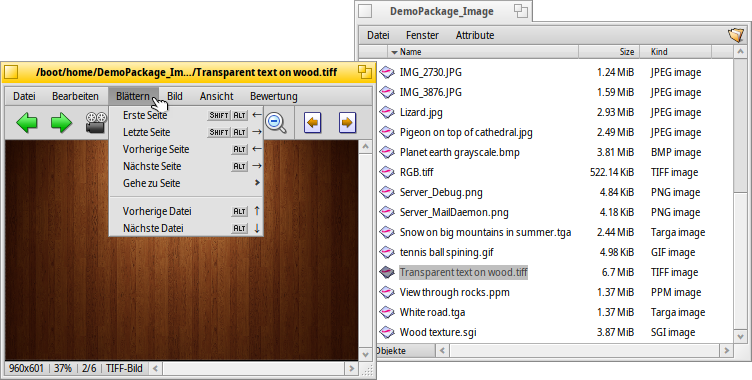 DemoPackage_Image
Datei Fenster Attribute
Name Size Kind
IMG_2730.JPG 1.24 MiB JPEG image
IMG_3876.JPG 1.59 MiB JPEG image
Lizard.jpg 2.93 MiB JPEG image
Pigeon on top of cathedral.jpg 2.49 MiB JPEG image
Planet earth grayscale.bmp 3.81 MiB BMP image
RGB.tiff 522.14 KiB TIFF image
Server_Debug.png 4.84 KiB PNG image
Server_MailDaemon.png 4.18 KiB PNG image
Snow on big mountains in summer.tga 2.44 MiB Targa image
tennis ball spining.gif 4.98 KiB GIF image
Transparent text on wood.tiff 6.7 MiB TIFF image
View through rocks.ppm 1.37 MiB PPM image
White road.tga 1.37 MiB Targa image
Wood texture.sgi 3.87 MiB SGI image
Objekte
/boot/home/DemoPackage_Im…/Transparent text on wood.tiff
Datei Bearbeiten Blättern Bild Ansicht Bewertung
Erste Seite SHIFT ALT ←
Letzte Seite SHIFT ALT →
Vorherige Seite ALT ←
Nächste Seite ALT →
Gehe zu Seite
Vorherige Datei ALT ↑
Nächste Datei ALT ↓
960x601 37% 2/6 TIFF-Bild